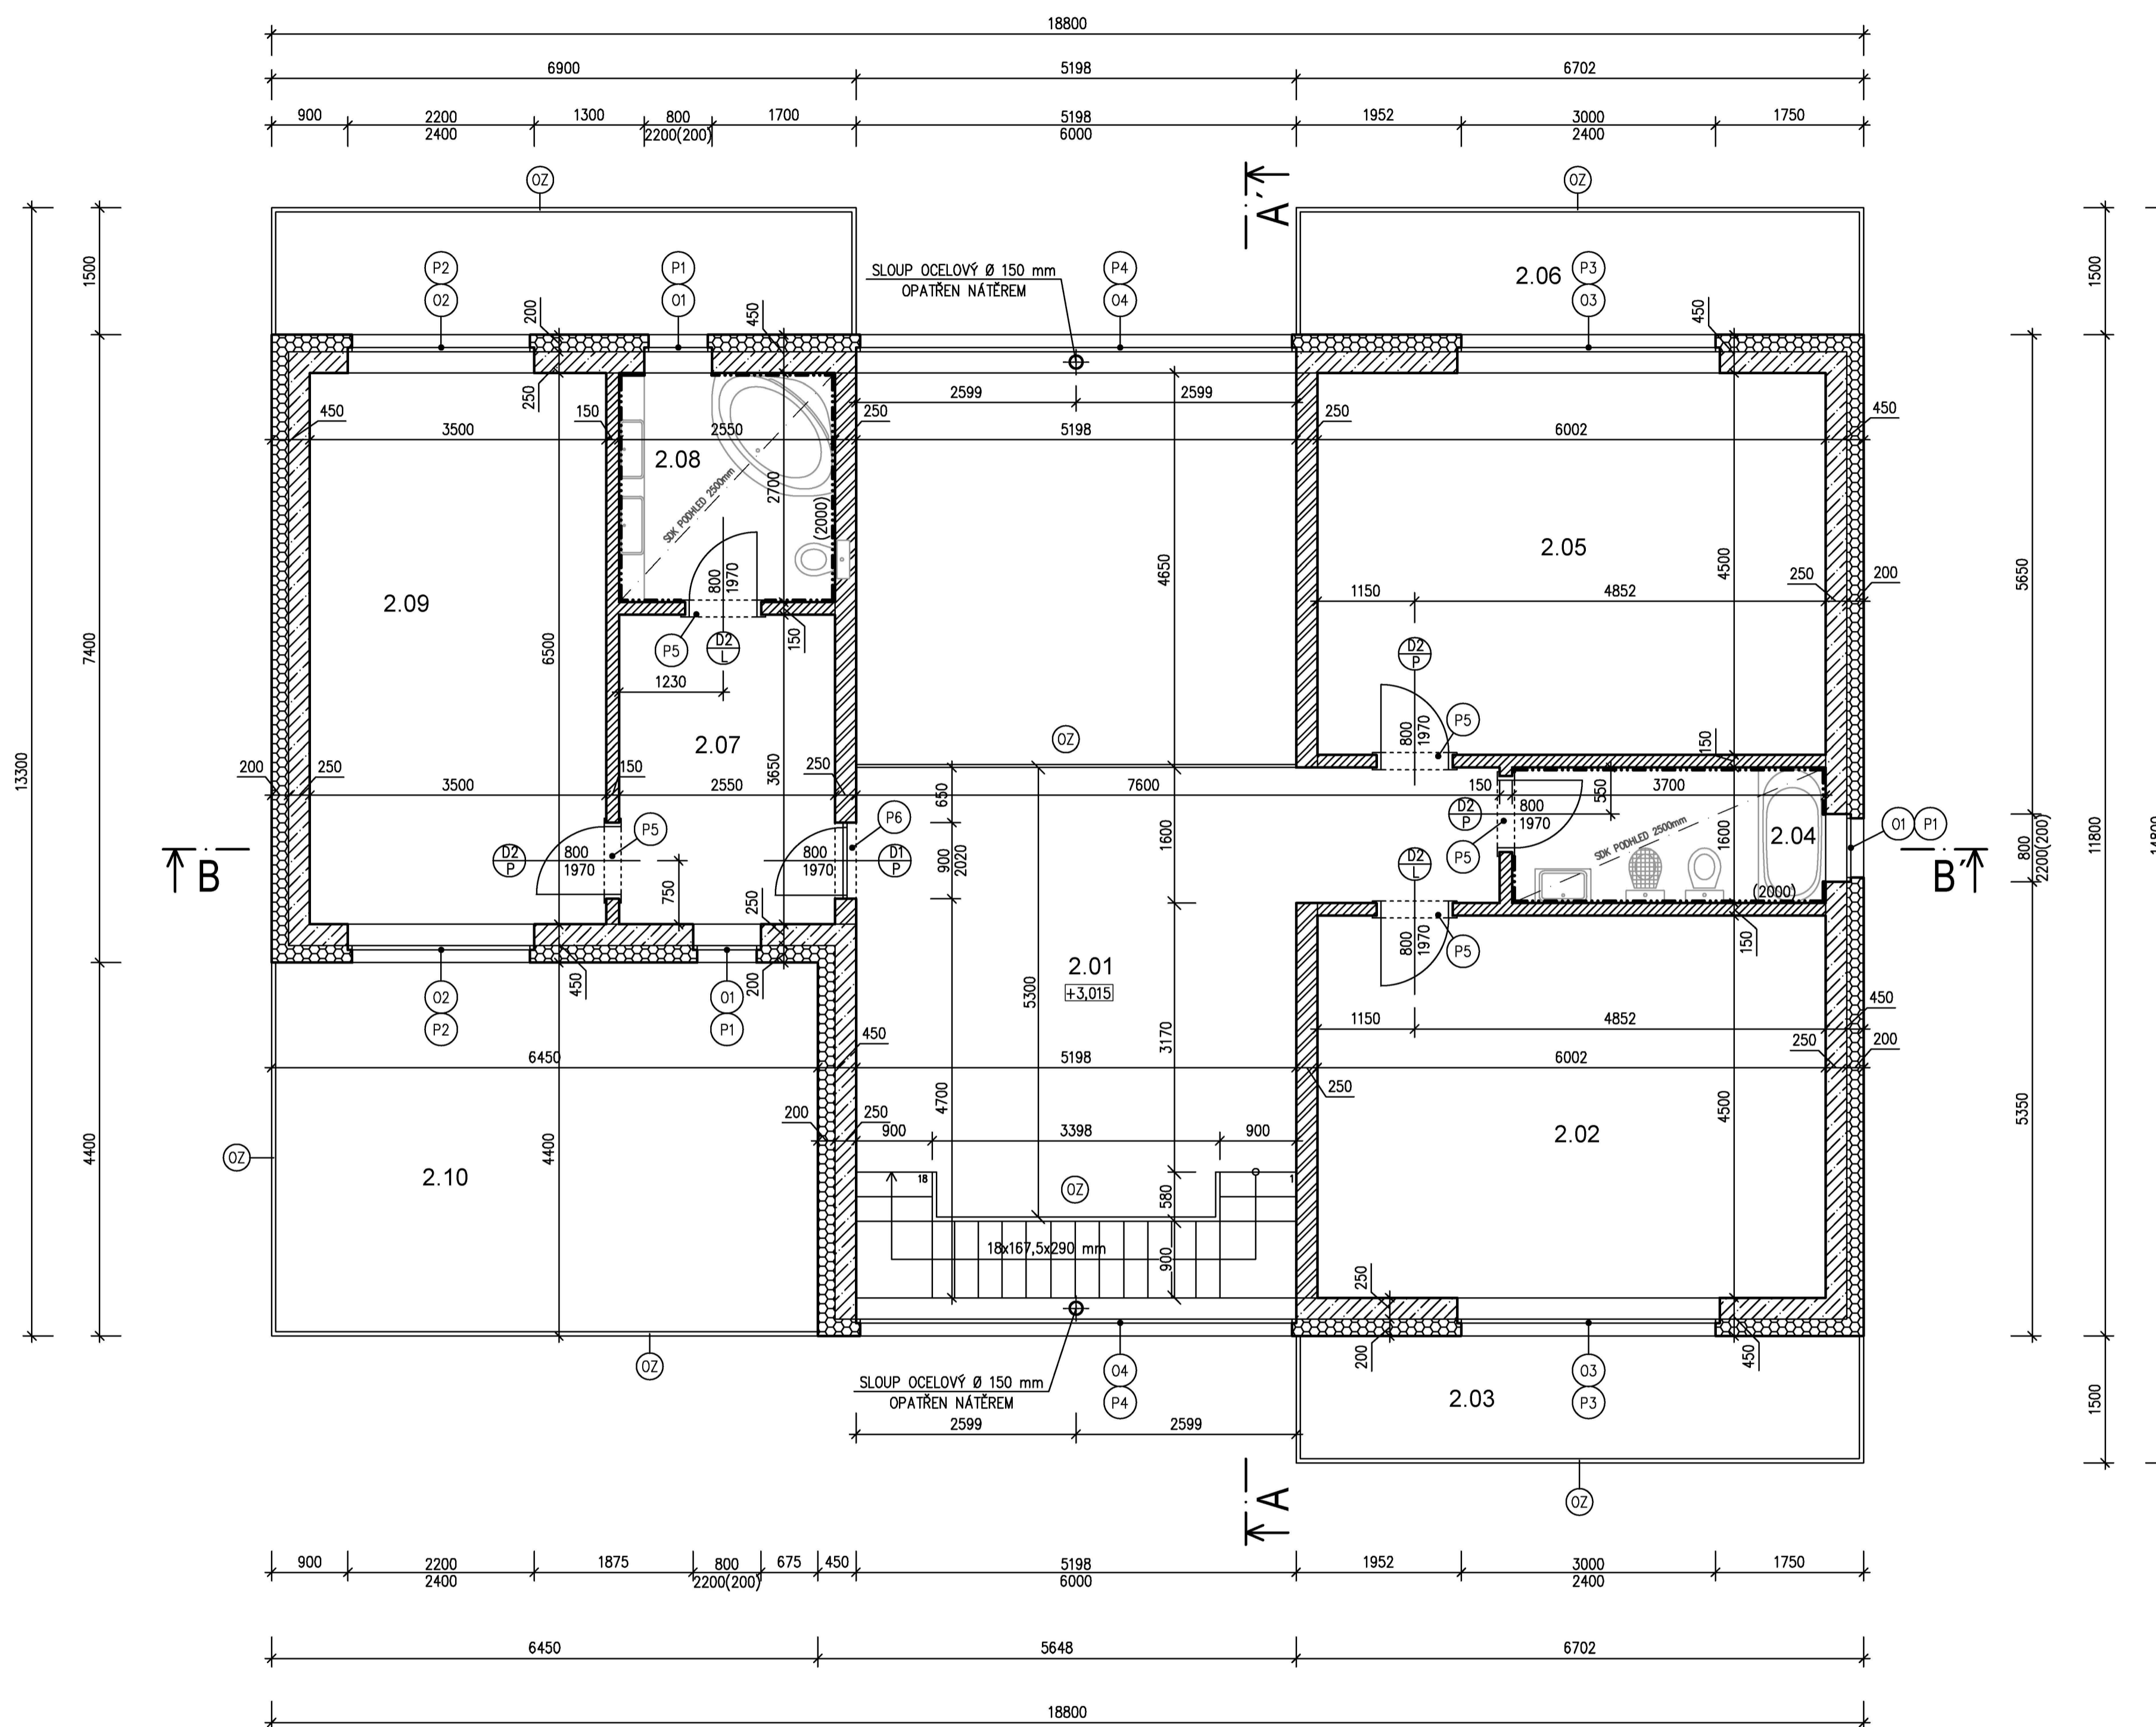 18800
6900 5198 6702
900 2200 1300 800 1700 5198 1952 3000 1750
2400 2200(200) 6000 2400
OZ OZ
A´
1500 1500
P2 P1 SLOUP OCELOVÝ Ø 150 mm P4 2.06 P3
O2 O1 OPATŘEN NÁTĚREM O4 O3
200 450 450
250 2599 2599
450 150 250 250 450
3500 2550 5198 6002
2.08
2700
SDK PODHLED 2500mm
(2000)
2.05
4650 4500
250 200
800 1970
1150 4852
5650
2.09
7400 6500
150
P5 D2 L
D2 P
1230
P5
800 1970
13300
2.07
OZ
3650
150
200 250 150 250
3500 2550 7600 150 3700
650 550
P5 P6
D2 P 800 1970
D2 P 800 1970 D1 P 800 1970
900 2020
1600 1600
SDK PODHLED 2500mm
2.04
O1 P1
800 2200(200)
11800
B B´
P5
D2 L
750 250
(2000)
800 1970
P5
150
2.01
+3,015
450 200
O2 O1
P2 P1
5300
3170
450
1150 4852
450
250 200
6450 5198 6002
250
4700
200 250
900 3398 900
4500
5350
2.02
4400 4400
OZ
2.10
18 1
OZ
580
18x167,5x290 mm
900
250
200 450
OZ
SLOUP OCELOVÝ Ø 150 mm O4 O3
OPATŘEN NÁTĚREM P4 2.03 P3
1500
2599 2599
A
OZ
900 2200 1875 800 675 450 5198 1952 3000 1750
2400 2200(200) 6000 2400
6450 5648 6702
18800